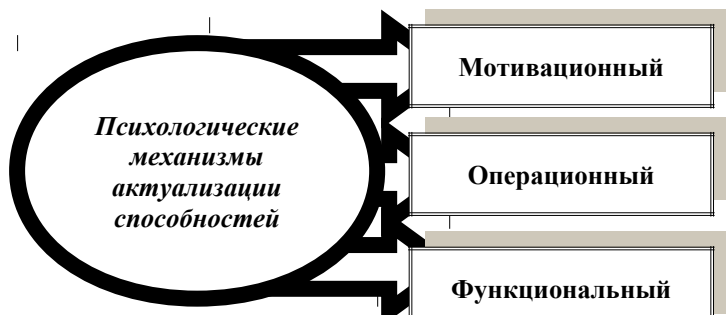 Психологические
механизмы
актуализации
способностей
Мотивационный
Операционный
Функциональный